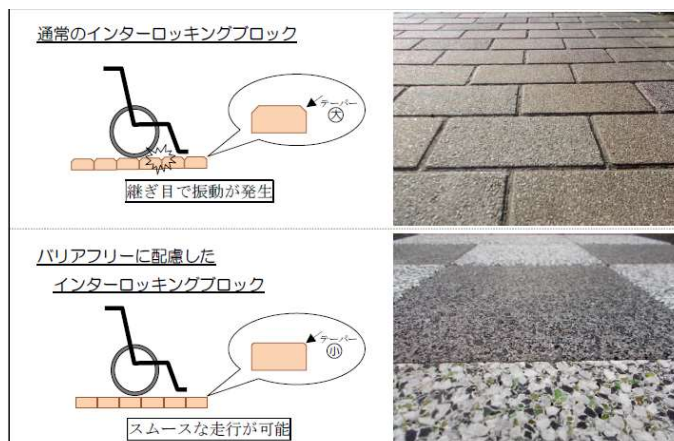 通常のインターロッキングブロック
テーパー
大
継ぎ目で振動が発生
バリアフリーに配慮した
インターロッキングブロック
テーパー
小
スムースな走行が可能